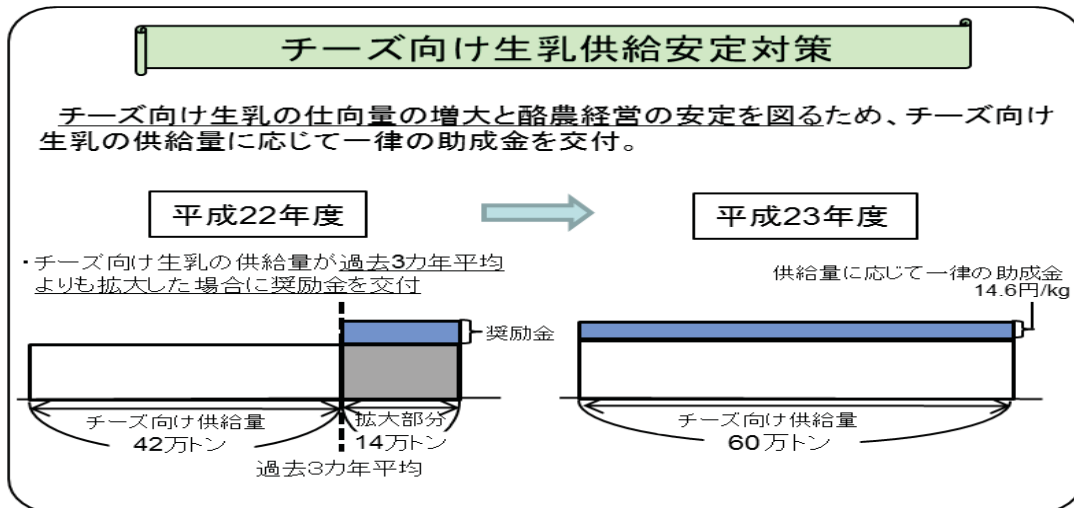 チーズ向け生乳供給安定対策
チーズ向け生乳の仕向量の増大と酪農経営の安定を図るため、チーズ向け
生乳の供給量に応じて一律の助成金を交付。
平成22年度
平成23年度
・チーズ向け生乳の供給量が過去3カ年平均
よりも拡大した場合に奨励金を交付
奨励金
チーズ向け供給量
42万トン
拡大部分
14万トン
過去3カ年平均
供給量に応じて一律の助成金
14.6円/kg
チーズ向け供給量
60万トン